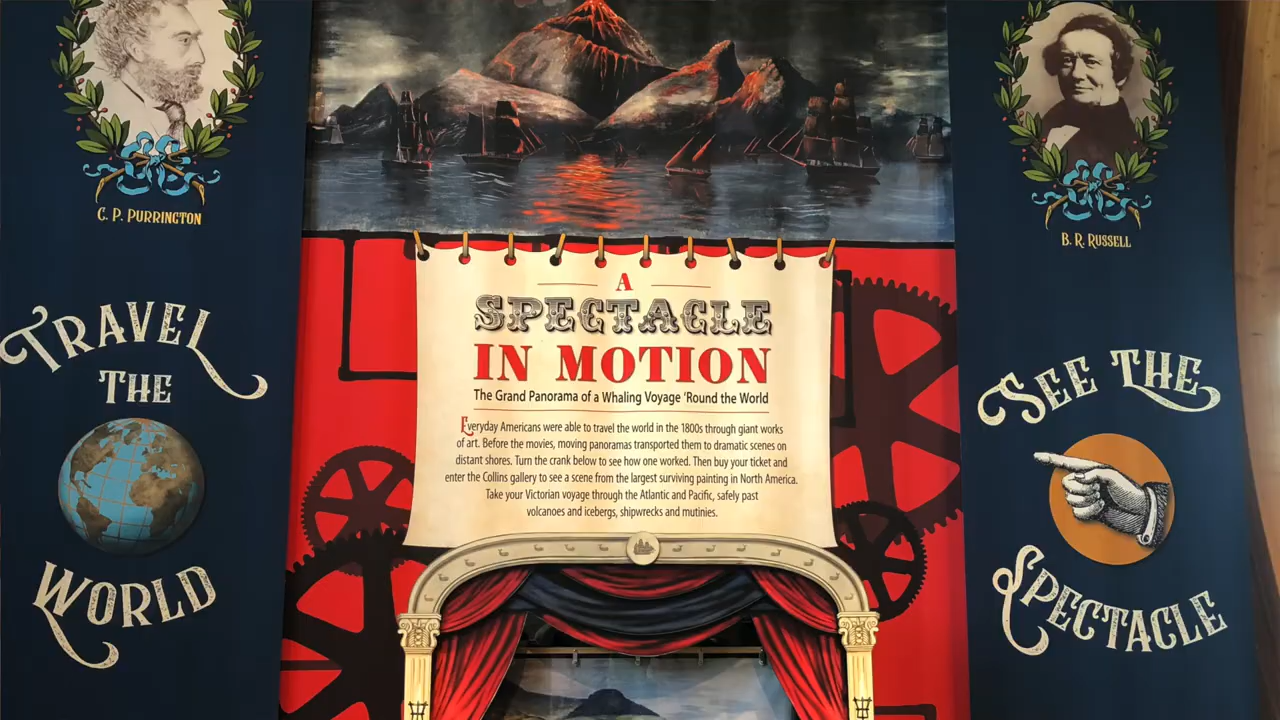 C. P. PURRINGTON
TRAVEL
THE
WORLD
A
SPECTACLE
IN MOTION
The Grand Panorama of a Whaling Voyage ‘Round the World
Everyday Americans were able to travel the world in the 1800s through giant works
of art. Before the movies, moving panoramas transported them to dramatic scenes on
distant shores. Turn the crank below to see how one worked. Then buy your ticket and
enter the Collins gallery to see a scene from the largest surviving painting in North America.
Take your Victorian voyage through the Atlantic and Pacific, safely past
volcanoes and icebergs, shipwrecks and mutinies.
B. R. RUSSELL
SEE THE
SPECTACLE